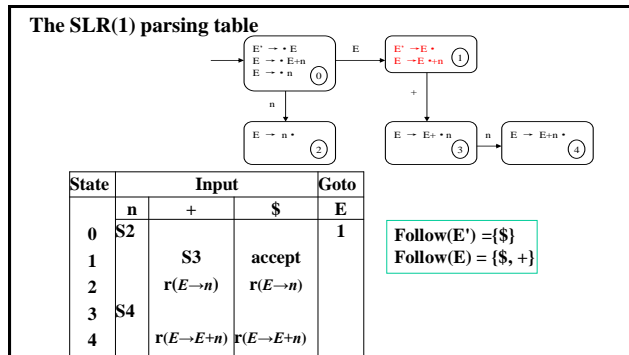 The SLR(1) parsing table
E' → • E
E → • E+n
E → • n
0
E
E' → E •
E → E •+n
1
n
+
E → n •
2
E → E+ • n
3
n
E → E+n •
4
State Input Goto
n + $ E
0 S2 1
1 S3 accept
2 r(E→n) r(E→n)
3 S4
4 r(E→E+n) r(E→E+n)
Follow(E') ={$}
Follow(E) = {$, +}